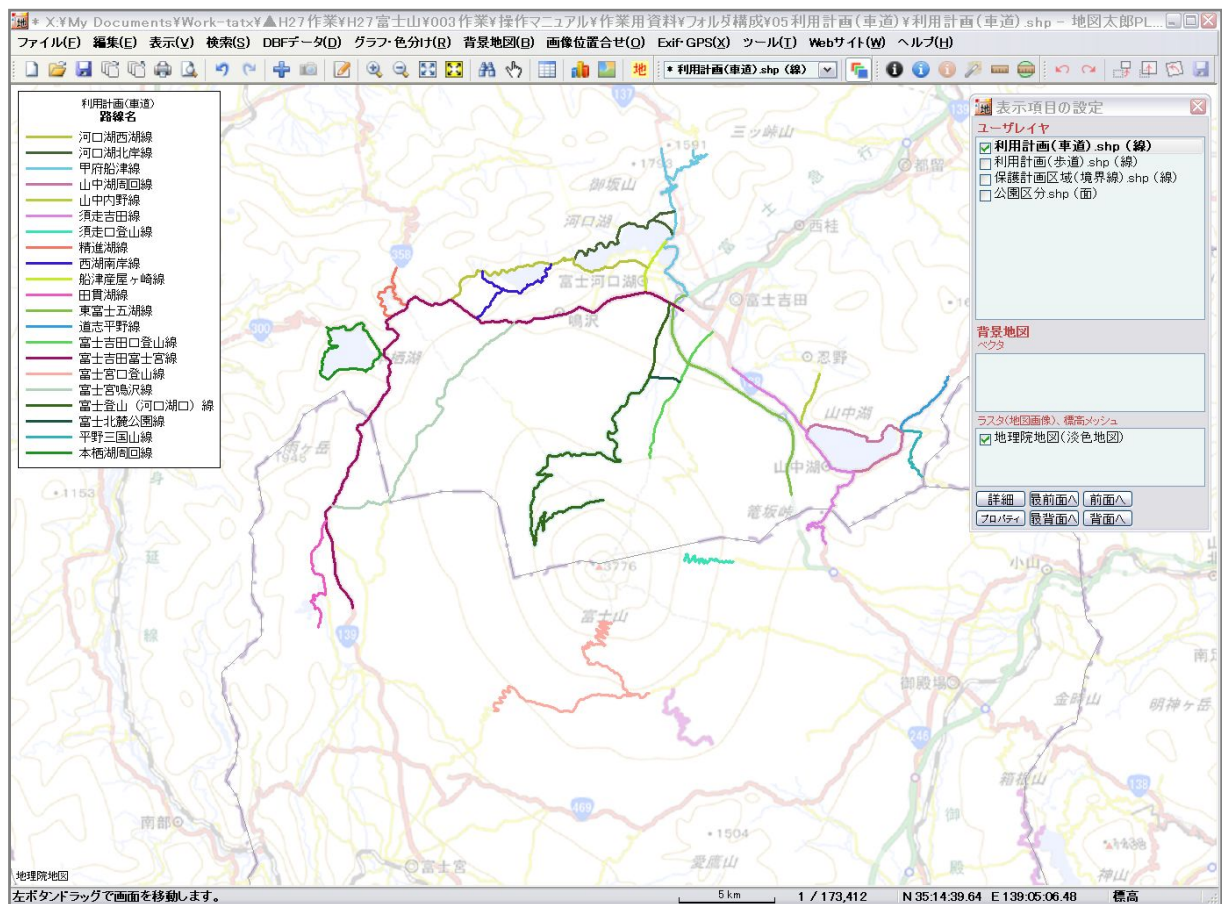 * X:¥My Documents¥Work-tatx¥▲H27作業¥H27富士山¥003作業¥操作マニュアル¥作業用資料¥フォルダ構成¥05利用計画(車道)¥利用計画(車道).shp - 地図太郎PL...
ファイル(F) 編集(E) 表示(V) 検索(S) DBFデータ(D) グラフ・色分け(R) 背景地図(B) 画像位置合せ(O) Exif・GPS(X) ツール(T) Webサイト(W) ヘルプ(H)
地 * 利用計画(車道).shp (線)
利用計画(車道)
路線名
河口湖西湖線
河口湖北岸線
甲府船津線
山中湖周回線
山中内野線
須走吉田線
須走口登山線
精進湖線
西湖南岸線
船津産屋ヶ崎線
田貫湖線
東富士五湖線
道志平野線
富士吉田口登山線
富士吉田富士宮線
富士宮口登山線
富士宮鳴沢線
富士登山(河口湖口)線
富士北麓公園線
平野三国山線
本栖湖周回線
表示項目の設定
ユーザレイヤ
利用計画(車道).shp (線)
利用計画(歩道).shp (線)
保護計画区域(境界線).shp (線)
公園区分.shp (面)
背景地図
ベクタ
ラスタ(地図画像)、標高メッシュ
地理院地図(淡色地図)
詳細 最前面へ 前面へ
プロパティ 最背面へ 背面へ
137
三ッ峠山
・1591
・1793
御坂山
都留
河口湖
西桂
358
富士河口湖
富士吉田
300
鳴沢
栖湖
忍野
山中湖
雨ヶ岳
1946
山中湖
・1153
籠坂峠
身
延
線
小山
3776
富士山
139
御殿場
金時山
明神ヶ岳
246
箱根山
138
469
南部
・1504
愛鹿山
富士宮
御
殿
神山
地理院地図
左ボタンドラッグで画面を移動します。 5 km 1 / 173,412 N 35:14:39.64 E 139:05:06.48 標高